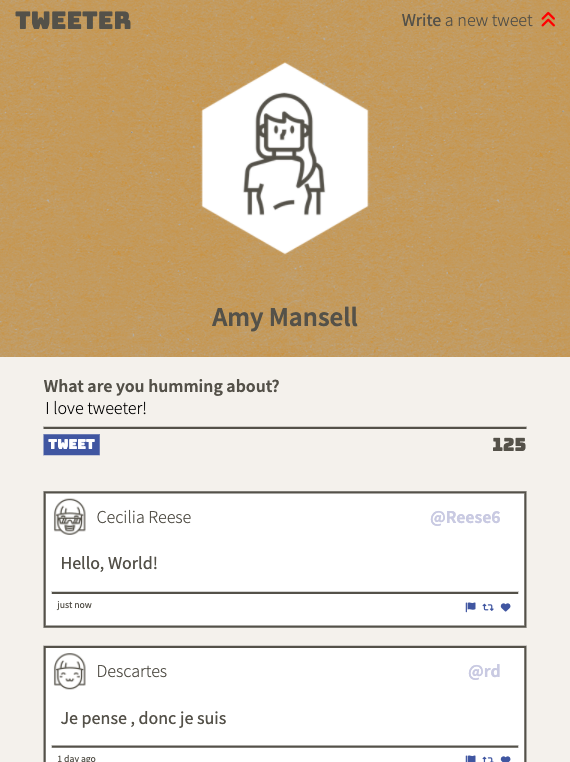 TWEETER
Write a new tweet
Amy Mansell
What are you humming about?
I love tweeter!
TWEET
125
Cecilia Reese
@Reese6
Hello, World!
just now
Descartes
@rd
Je pense , donc je suis
1 day ago